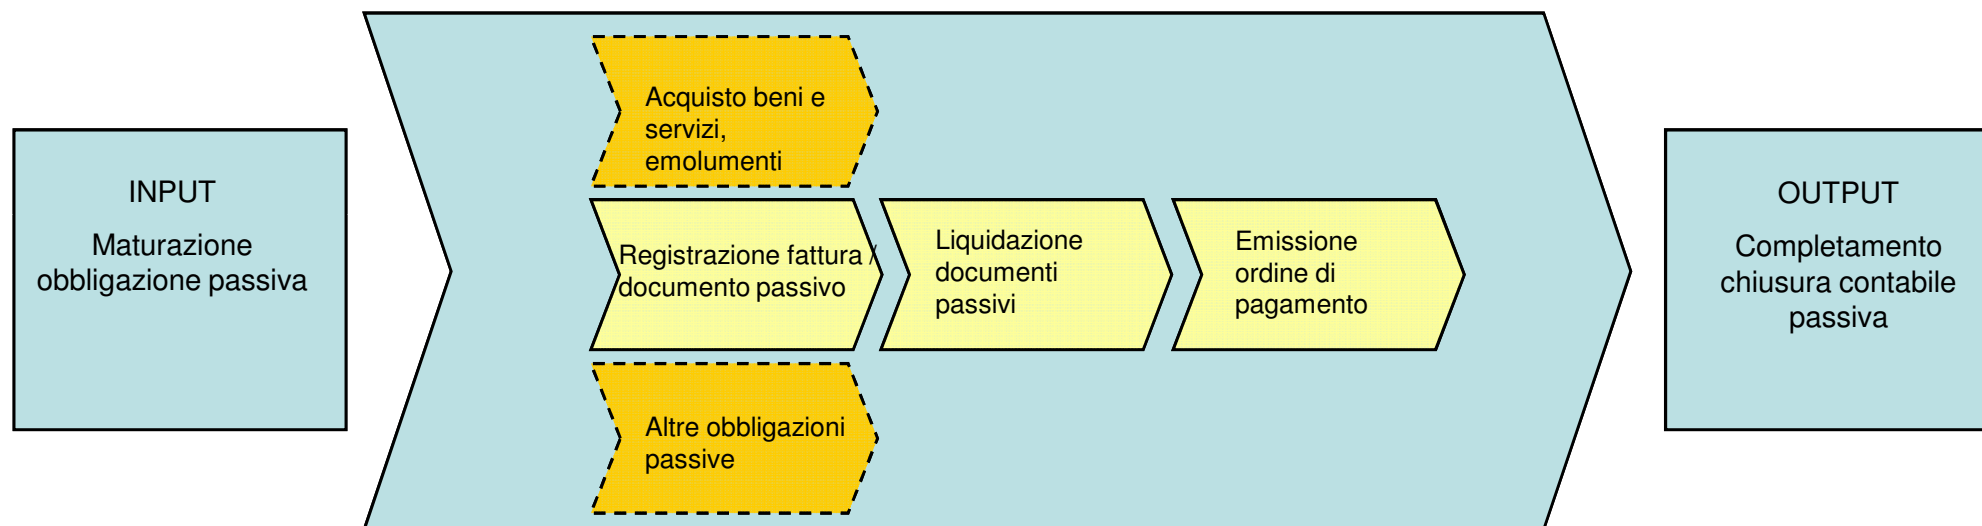 INPUT
Maturazione
obbligazione passiva
Acquisto beni e
servizi,
emolumenti
Registrazione fattura /
documento passivo
Liquidazione
documenti
passivi
Emissione
ordine di
pagamento
Altre obbligazioni
passive
OUTPUT
Completamento
chiusura contabile
passiva